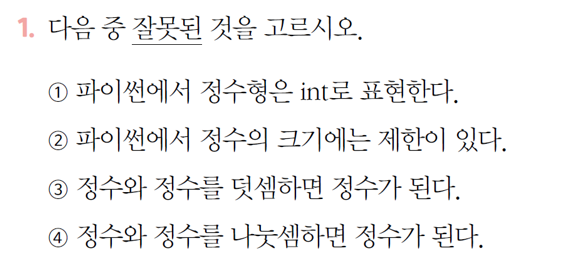 1. 다음 중 잘못된 것을 고르시오.
① 파이썬에서 정수형은 int로 표현한다.
② 파이썬에서 정수의 크기에는 제한이 있다.
③ 정수와 정수를 덧셈하면 정수가 된다.
④ 정수와 정수를 나눗셈하면 정수가 된다.